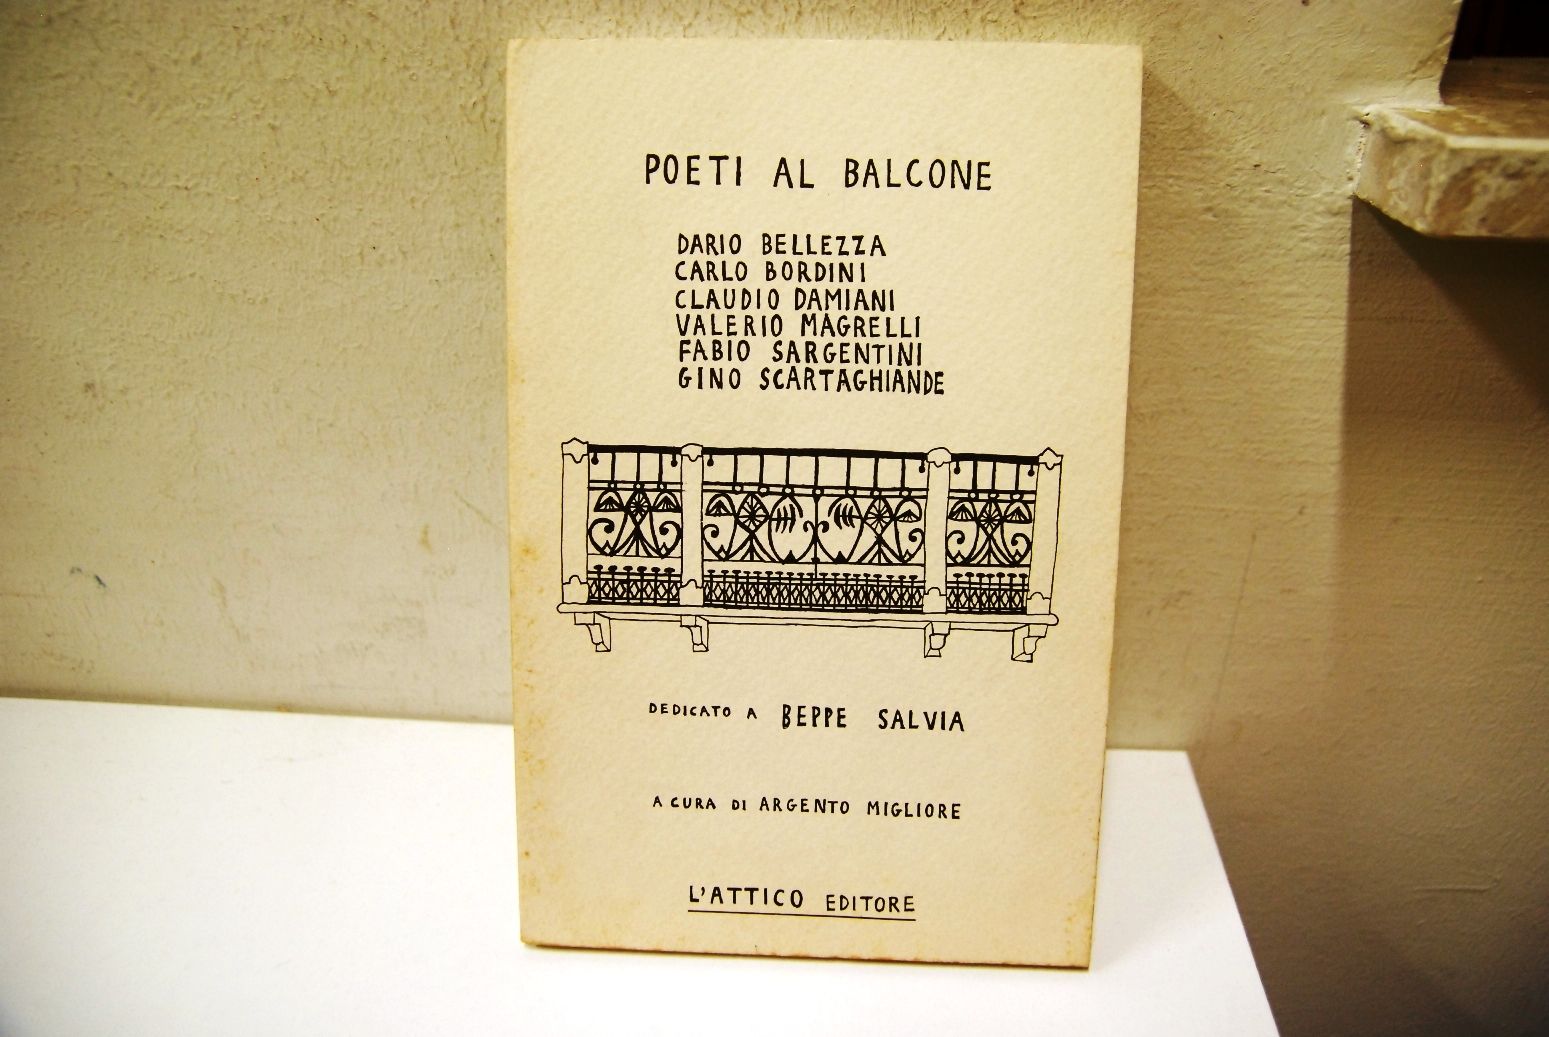 POETI AL BALCONE
DARIO BELLEZZA
CARLO BORDINI
CLAUDIO DAMIANI
VALERIO MAGRELLI
FABIO SARGENTINI
GINO SCARTAGHIANDE
DEDICATO A BEPPE SALVIA
A CURA DI ARGENTO MIGLIORE
L'ATTICO EDITORE